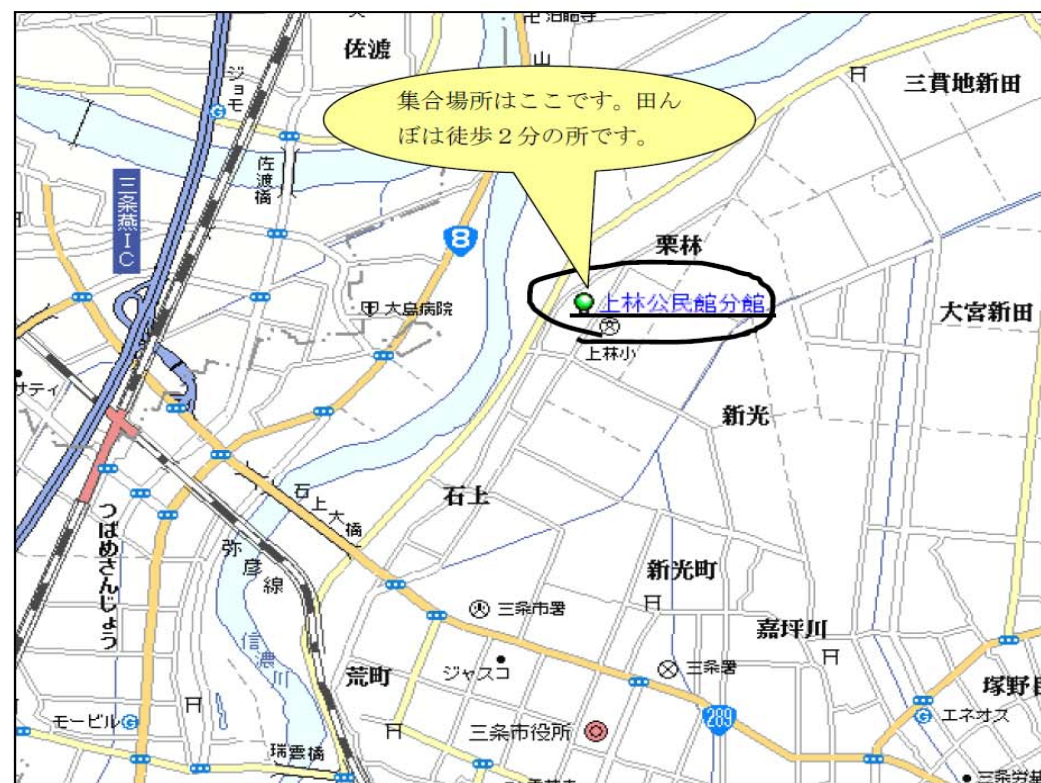 佐渡
三貫地新田
ジョモ
集合場所はここです。田ん
ぼは徒歩２分の所です。
佐渡橋
三条燕IC
8
栗林
大島病院
上林公民館分館
大宮新田
上林小
サティ
新光
石上
石上大橋
つばめさんじょう
弥彦線
新光町
三条市署
嘉坪川
信濃川
荒町
ジャスコ
三条署
塚野目
289
エネオス
モービル
三条市役所
瑞雲橋